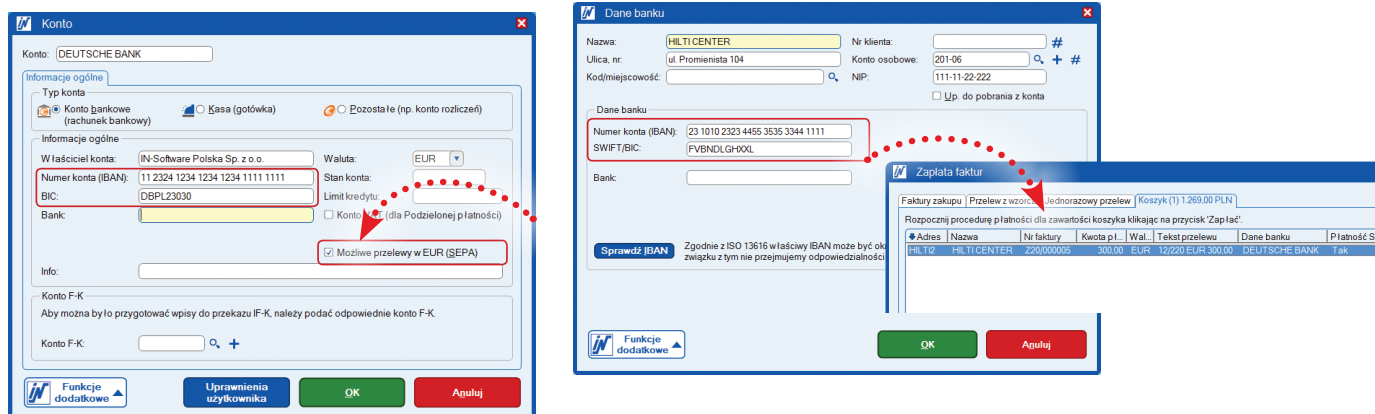 Konto
Konto: DEUTSCHE BANK
Informacje ogólne
Typ konta
Konto bankowe
(rachunek bankowy)
Kasa (gotówka)
Pozostałe (np. konto rozliczeń)
Informacje ogólne
Właściciel konta: IN-Software Polska Sp. z o.o.
Waluta: EUR
Numer konta (IBAN): 11 2324 1234 1234 1234 1111 1111
Stan konta:
BIC: DBPL23030
Limit kredytu:
Bank:
Konto VAT (dla Podzielonej płatności)
Możliwe przelewy w EUR (SEPA)
Info:
Konto F-K
Aby można było przygotować wpisy do przekazu IF-K, należy podać odpowiednie konto F-K.
Konto F-K:
Funkcje
dodatkowe
Uprawnienia
użytkownika
OK
Anuluj
Dane banku
Nazwa: HILTI CENTER
Nr klienta:
Ulica, nr: ul. Promienista 104
Konto osobowe: 201-06
Kod/miejscowość:
NIP: 111-11-22-222
Up. do pobrania z konta
Dane banku
Numer konta (IBAN): 23 1010 2323 4455 3535 3344 1111
SWIFT/BIC: FVBNDLGHXXL
Bank:
Sprawdź IBAN
Zgodnie z ISO 13616 właściwy IBAN może być
związku z tym nie przejmujemy odpowiedzialności
Funkcje
dodatkowe
OK
Anuluj
Zapłata faktur
Faktury zakupu Przelew z Jednorazowy przelew Koszyk (1) 1.269,00 PLN
Rozpocznij procedurę płatności dla zawartości koszyka klikając na przycisk 'Zapłać'.
Adres Nazwa Nr faktury Kwota pł... Wal... Tekst przelewu Dane banku Płatność S
HILTI2 HILTI CENTER Z20/000005 300,00 EUR 12/220 EUR 300,00 DEUTSCHE BANK Tak